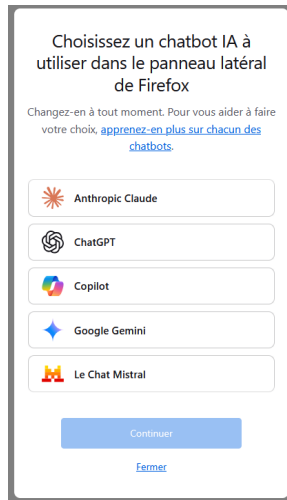 Choisissez un chatbot IA à
utiliser dans le panneau latéral
de Firefox
Changez-en à tout moment. Pour vous aider à faire
votre choix, apprenez-en plus sur chacun des
chatbots.
Anthropic Claude
ChatGPT
Copilot
Google Gemini
Le Chat Mistral
Continuer
Fermer